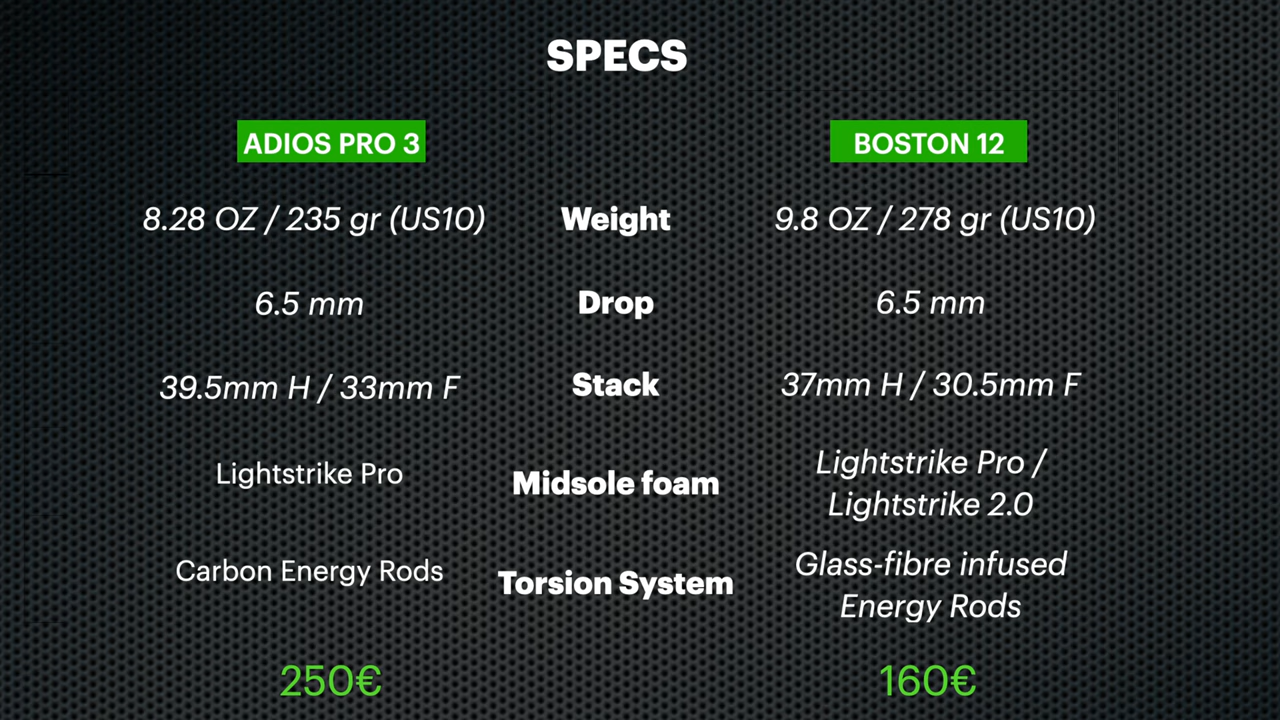 SPECS
ADIOS PRO 3
BOSTON 12
8.28 OZ / 235 gr (US10)
Weight
9.8 OZ / 278 gr (US10)
6.5 mm
Drop
6.5 mm
39.5mm H / 33mm F
Stack
37mm H / 30.5mm F
Lightstrike Pro
Midsole foam
Lightstrike Pro /
Lightstrike 2.0
Carbon Energy Rods
Torsion System
Glass-fibre infused
Energy Rods
250€
160€